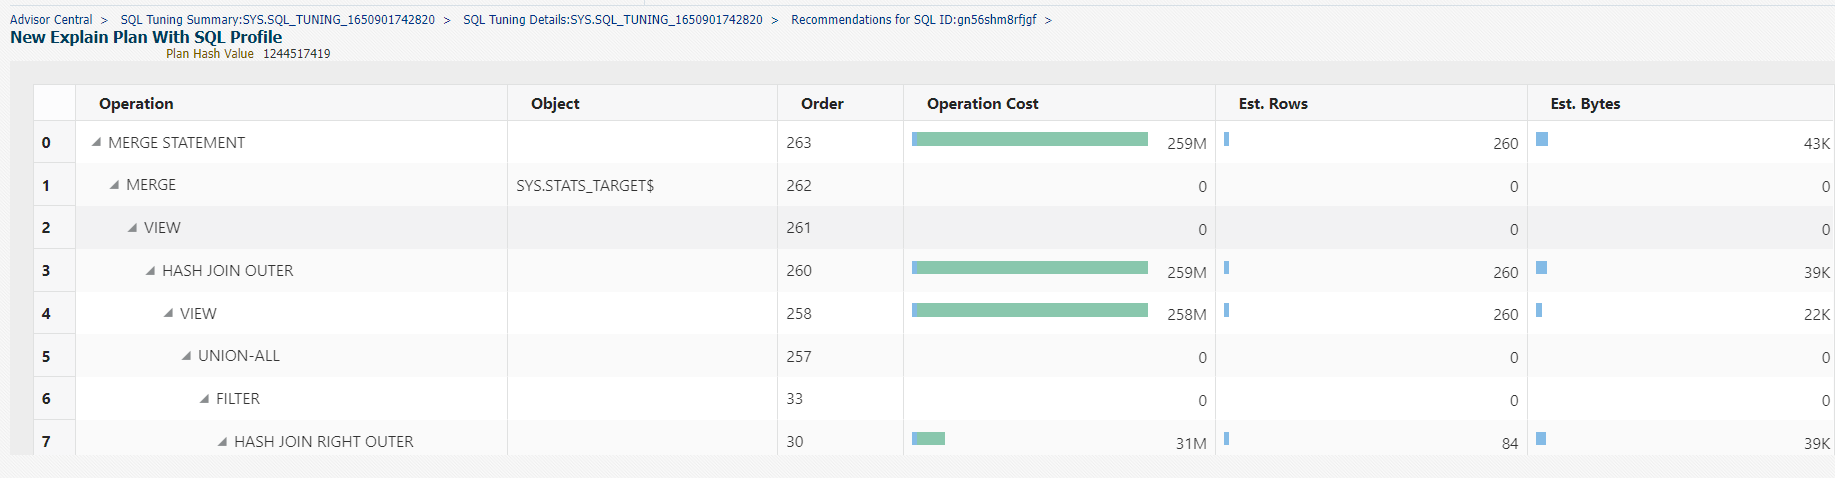 Advisor Central > SQL Tuning Summary:SYS.SQL_TUNING_1650901742820 > SQL Tuning Details:SYS.SQL_TUNING_1650901742820 > Recommendations for SQL ID:gn56shm8rfjgf >
New Explain Plan With SQL Profile
Plan Hash Value 1244517419
Operation Object Order Operation Cost Est. Rows Est. Bytes
0 MERGE STATEMENT 263 259M 260 43K
1 MERGE SYS.STATS_TARGET$ 262 0 0 0
2 VIEW 261 0 0 0
3 HASH JOIN OUTER 260 259M 260 39K
4 VIEW 258 258M 260 22K
5 UNION-ALL 257 0 0 0
6 FILTER 33 0 0 0
7 HASH JOIN RIGHT OUTER 30 31M 84 39K